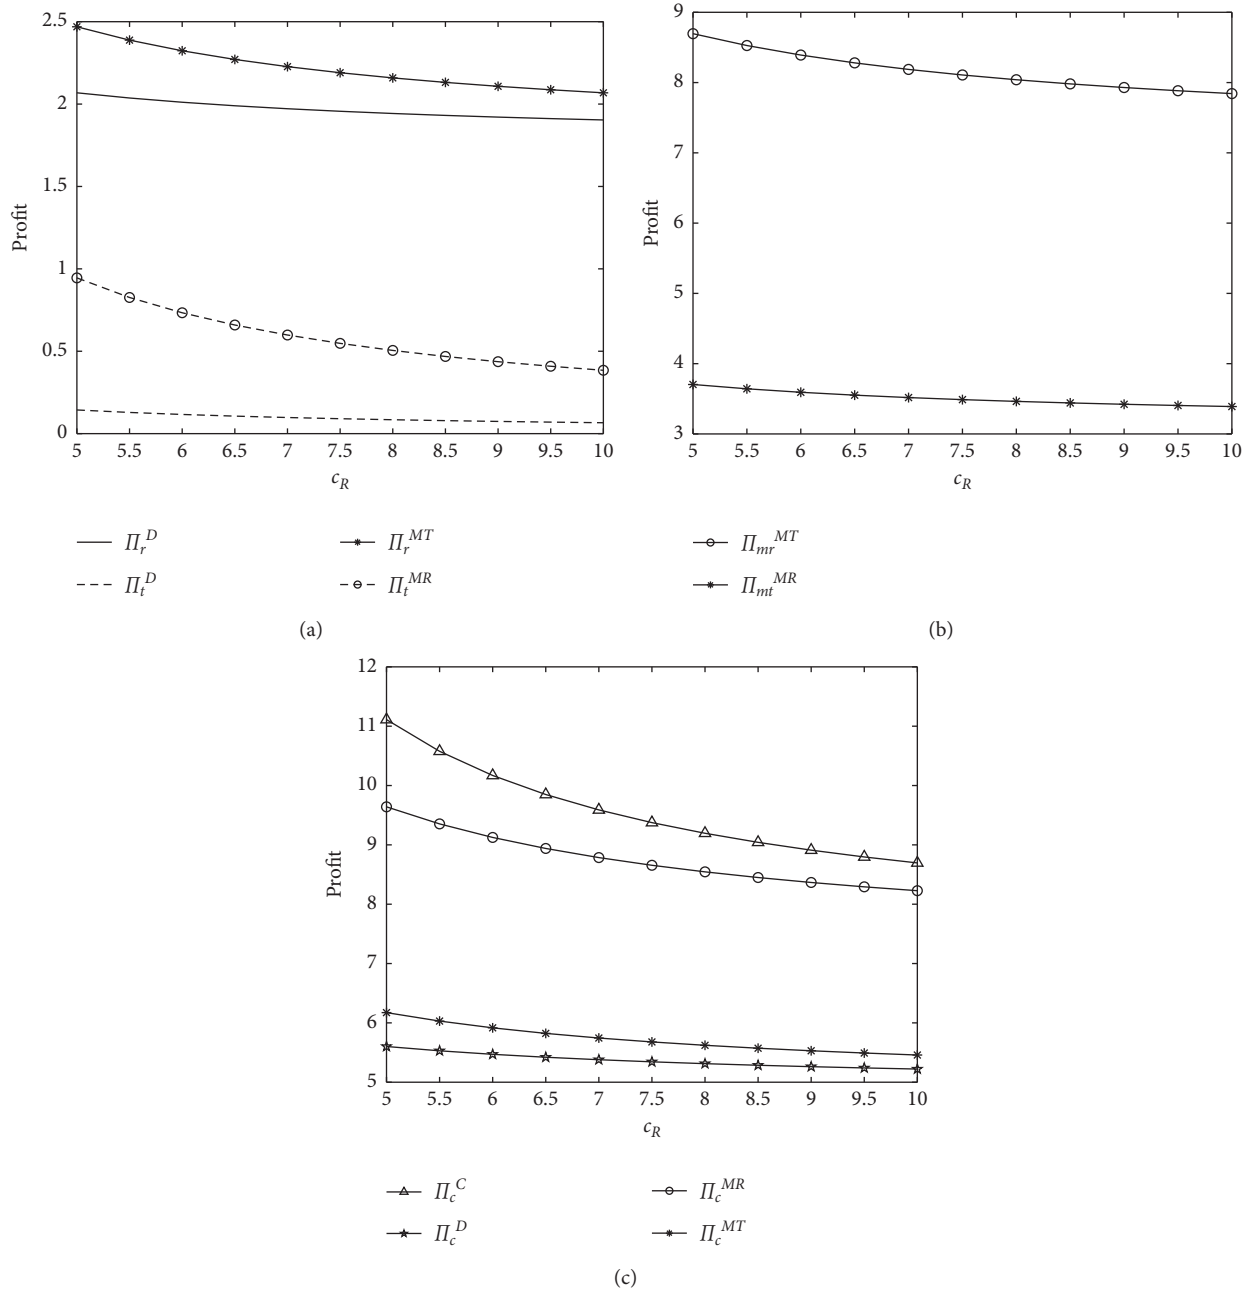 2.5
2
1.5
1
0.5
0
Profit
5 5.5 6 6.5 7 7.5 8 8.5 9 9.5 10
c_R
Π_r^D
Π_r^MT
Π_t^D
Π_t^MR
(a)
9
8
7
6
5
4
3
Profit
5 5.5 6 6.5 7 7.5 8 8.5 9 9.5 10
c_R
Π_mr^MT
Π_mt^MR
(b)
12
11
10
9
8
7
6
5
Profit
5 5.5 6 6.5 7 7.5 8 8.5 9 9.5 10
c_R
Π_c^C
Π_c^MR
Π_c^D
Π_c^MT
(c)